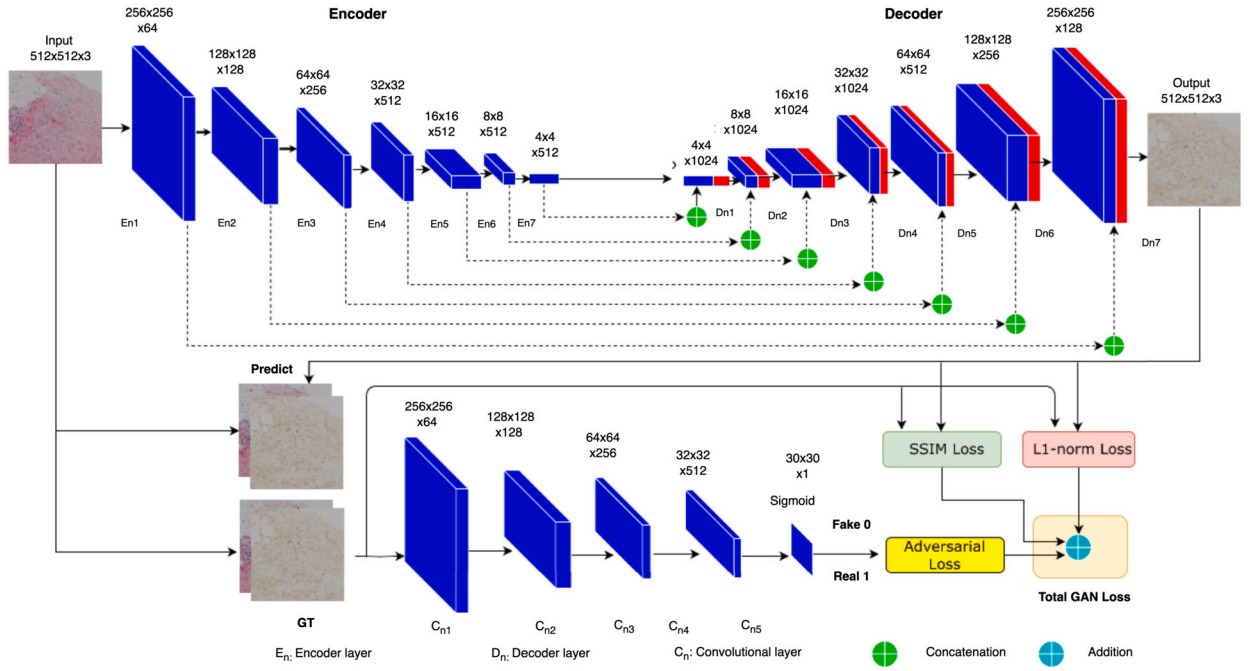 Encoder
Decoder
Input
512x512x3
256x256
x64
128x128
x128
64x64
x256
32x32
x512
16x16
x512
8x8
x512
4x4
x512
4x4
x1024
8x8
x1024
16x16
x1024
32x32
x1024
64x64
x512
128x128
x256
256x256
x128
Output
512x512x3
En1
En2
En3
En4
En5
En6
En7
Dn1
Dn2
Dn3
Dn4
Dn5
Dn6
Dn7
Predict
256x256
x64
128x128
x128
64x64
x256
32x32
x512
30x30
x1
Sigmoid
SSIM Loss
L1-norm Loss
Fake 0
Real 1
Adversarial
Loss
Total GAN Loss
GT
Cn1
Cn2
Cn3
Cn4
Cn5
En: Encoder layer
Dn: Decoder layer
Cn: Convolutional layer
Concatenation
Addition